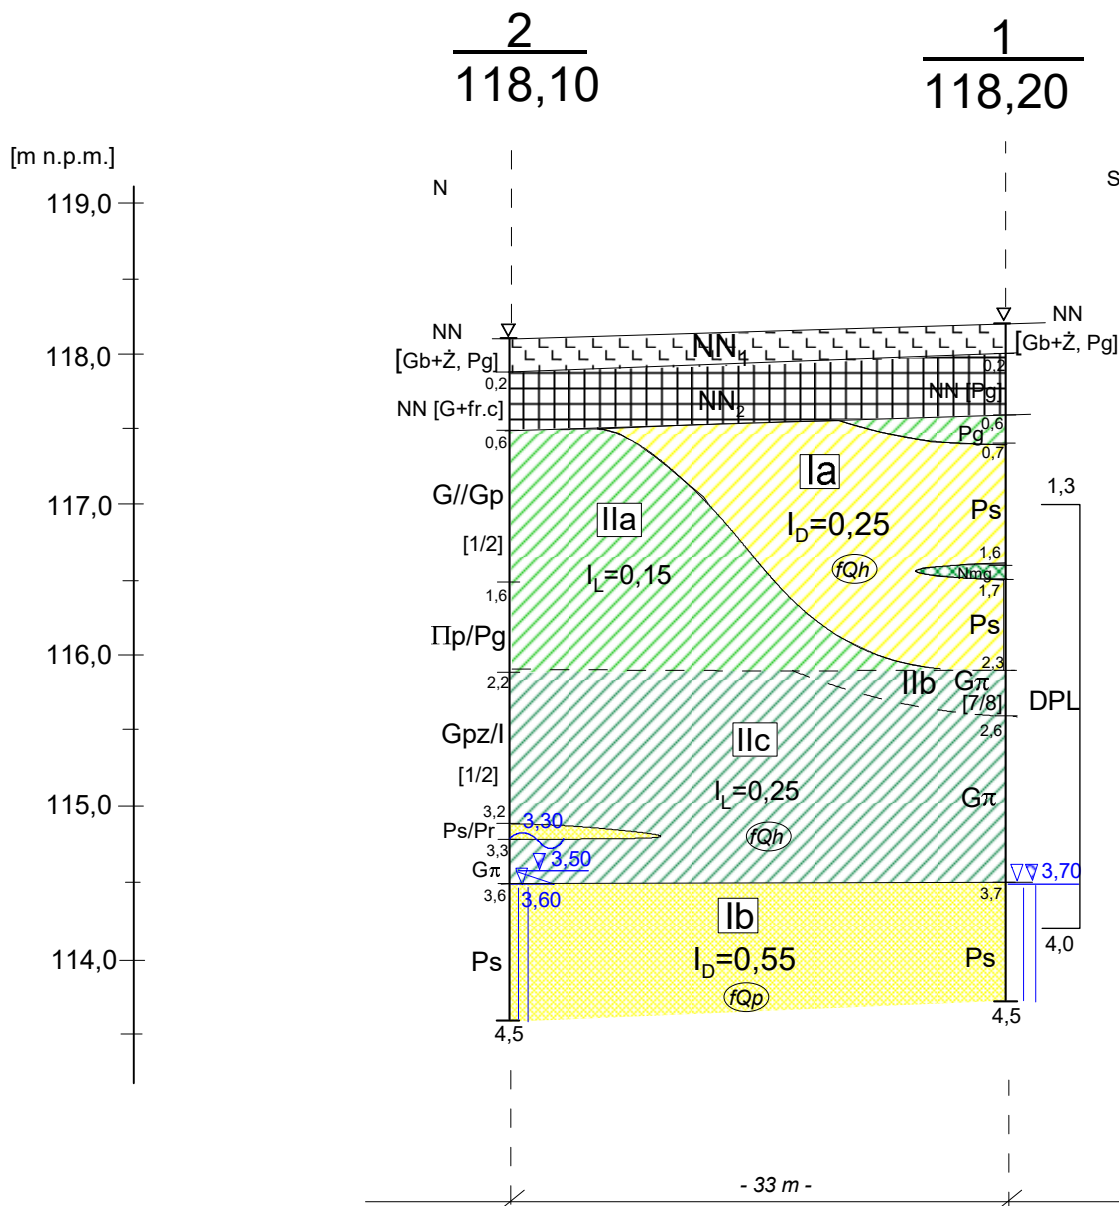 2
118,10
1
118,20
[m n.p.m.]
N
S
119,0
118,0
117,0
116,0
115,0
114,0
NN
[Gb+Ż, Pg]
0,2
NN [G+fr.c]
0,6
G//Gp
[1/2]
1,6
Πp/Pg
2,2
Gpz/I
[1/2]
3,2
Ps/Pr
3,3
Gπ
3,6
Ps
4,5
NN₁
NN₂
IIa
I_L=0,15
Ia
I_D=0,25
fQh
IIb
IIc
I_L=0,25
fQh
3,30
3,50
3,60
Ib
I_D=0,55
fQp
NN
[Gb+Ż, Pg]
0,2
NN [Pg]
0,6
Pg
0,7
Ps
1,6
Nmg
1,7
Ps
2,3
Gπ
[7/8]
2,6
Gπ
3,7
3,70
Ps
4,5
1,3
DPL
4,0
- 33 m -